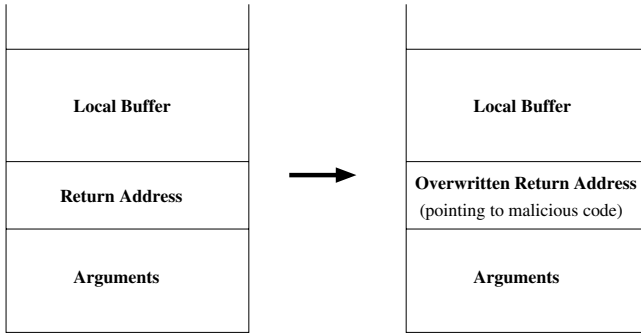 Local Buffer
Return Address
Arguments
Local Buffer
Overwritten Return Address
(pointing to malicious code)
Arguments